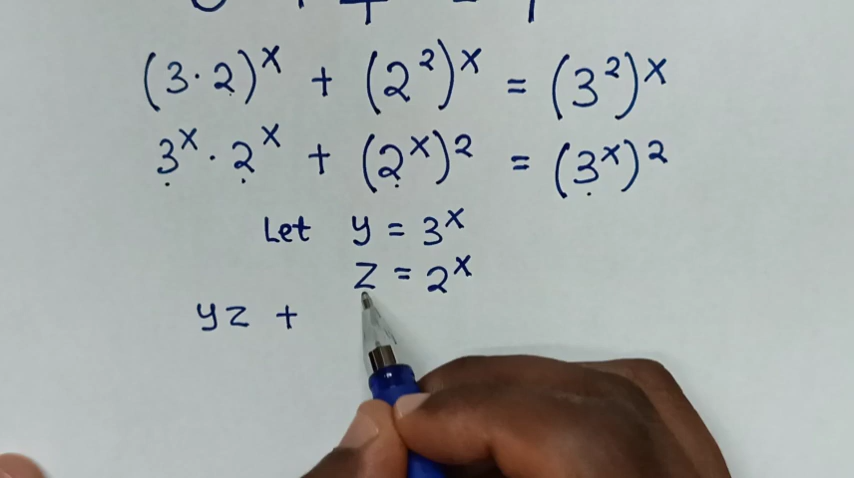 (3·2)^x + (2^2)^x = (3^2)^x
3^x · 2^x + (2^x)^2 = (3^x)^2
Let y = 3^x
z = 2^x
yz +